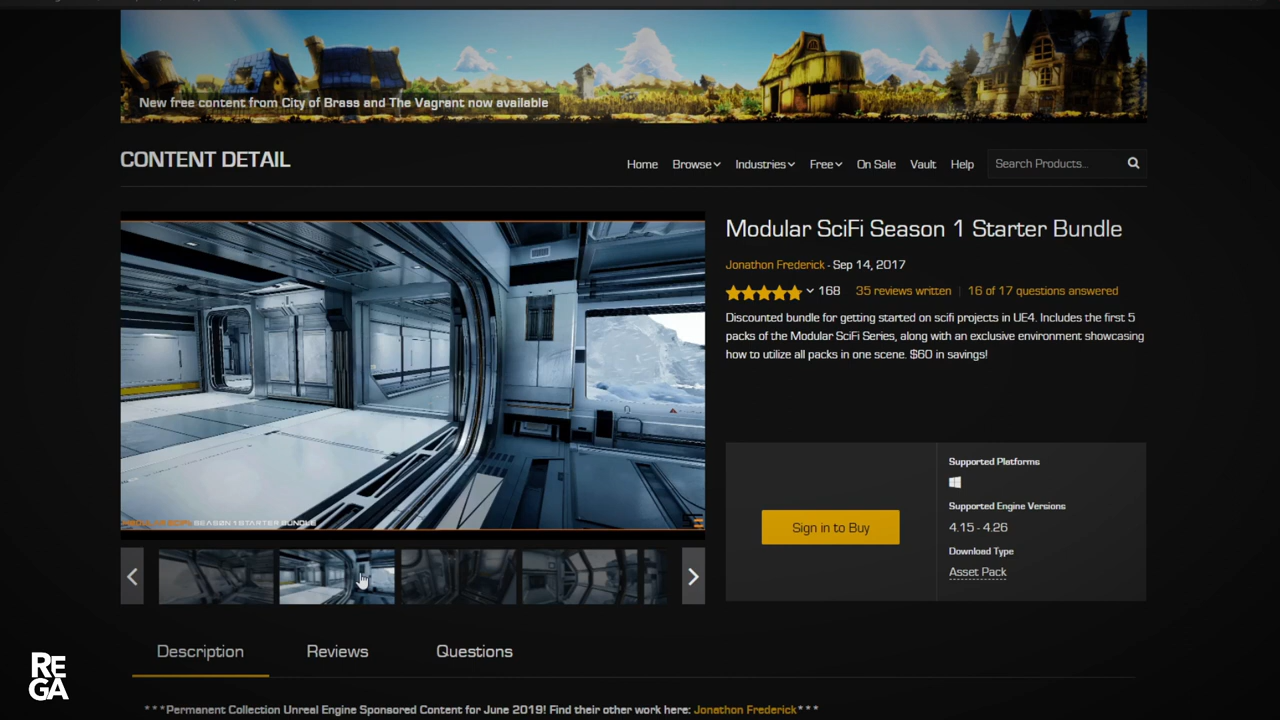 New free content from City of Brass and The Vagrant now available
CONTENT DETAIL
Home
Browse
Industries
Free
On Sale
Vault
Help
Search Products...
Modular SciFi Season 1 Starter Bundle
Jonathon Frederick - Sep 14, 2017
168
35 reviews written
16 of 17 questions answered
Discounted bundle for getting started on scifi projects in UE4. Includes the first 5
packs of the Modular SciFi Series, along with an exclusive environment showcasing
how to utilize all packs in one scene. $60 in savings!
SEASON 1 STARTER BUNDLE
Sign in to Buy
Supported Platforms
Supported Engine Versions
4.15 - 4.26
Download Type
Asset Pack
Description
Reviews
Questions
***Permanent Collection Unreal Engine Sponsored Content for June 2019! Find their other work here: Jonathon Frederick***
RE
GA